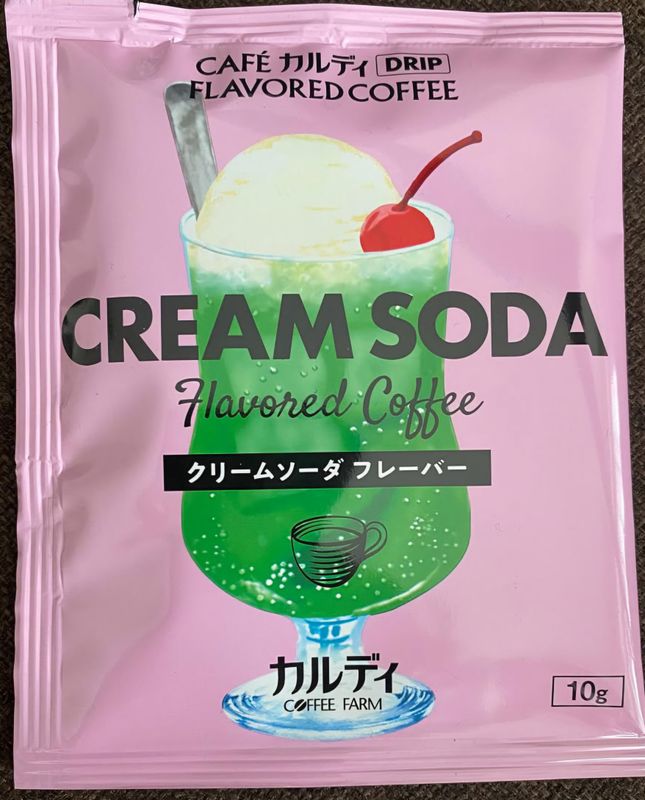 CAFÉ カルディ DRIP
FLAVORED COFFEE
CREAM SODA
Flavored Coffee
クリームソーダ フレーバー
カルディ
COFFEE FARM
10g